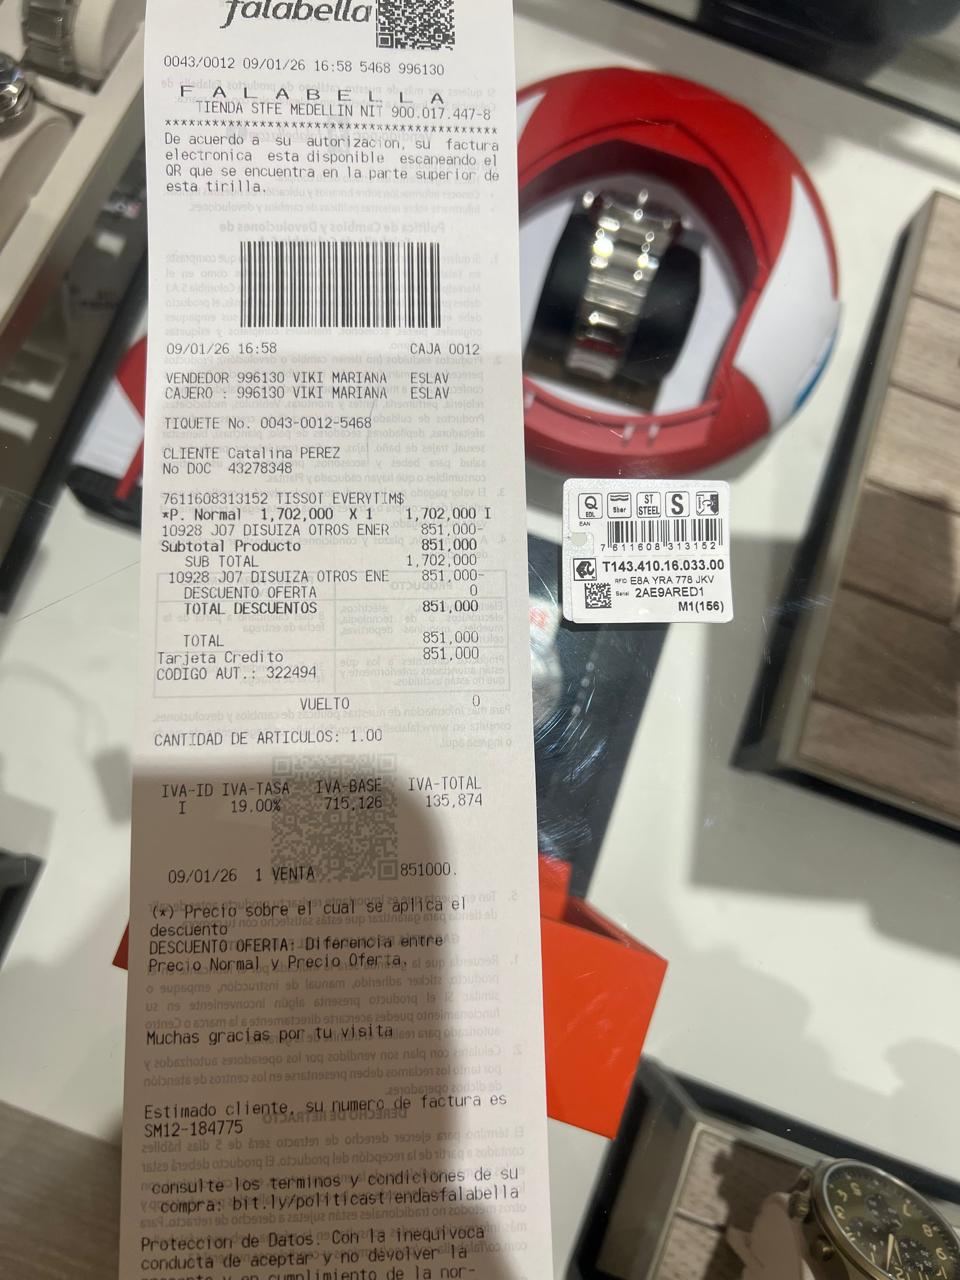 falabella
0043/0012 09/01/26 16:58 5468 996130
F A L A B E L L A
TIENDA STFE MEDELLIN NIT 900.017.447-8
****************************************
De acuerdo a su autorizacion, su factura
electronica esta disponible escaneando el
QR que se encuentra en la parte superior de
esta tirilla.
09/01/26 16:58 CAJA 0012
VENDEDOR 996130 VIKI MARIANA ESLAV
CAJERO : 996130 VIKI MARIANA ESLAV
TIQUETE No. 0043-0012-5468
CLIENTE Catalina PEREZ
No DOC 43278348
7611608313152 TISSOT EVERYTIM$
*P. Normal 1,702,000 X 1 1,702,000 I
10928 J07 DISUIZA OTROS ENER 851,000-
Subtotal Producto 851,000
SUB TOTAL 1,702,000
10928 J07 DISUIZA OTROS ENE 851,000-
DESCUENTO OFERTA 0
TOTAL DESCUENTOS 851,000
TOTAL 851,000
Tarjeta Credito 851,000
CODIGO AUT.: 322494
VUELTO 0
CANTIDAD DE ARTICULOS: 1.00
IVA-ID IVA-TASA IVA-BASE IVA-TOTAL
I 19.00% 715,126 135,874
09/01/26 1 VENTA 851000.
(*) Precio sobre el cual se aplica el
descuento
DESCUENTO OFERTA: Diferencia entre
Precio Normal y Precio Oferta.
Muchas gracias por tu visita
Estimado cliente, su numero de factura es
SM12-184775
consulte los terminos y condiciones de su
compra: bit.ly/politicastiendasfalabella
Proteccion de Datos. Con la inequivoca
conducta de aceptar y no devolver la
Q
EOL
5bar
ST
STEEL
S
EAN
7 611608 313152
T143.410.16.033.00
RFID E8A YRA 778 JKV
Serial 2AE9ARED1
M1(156)